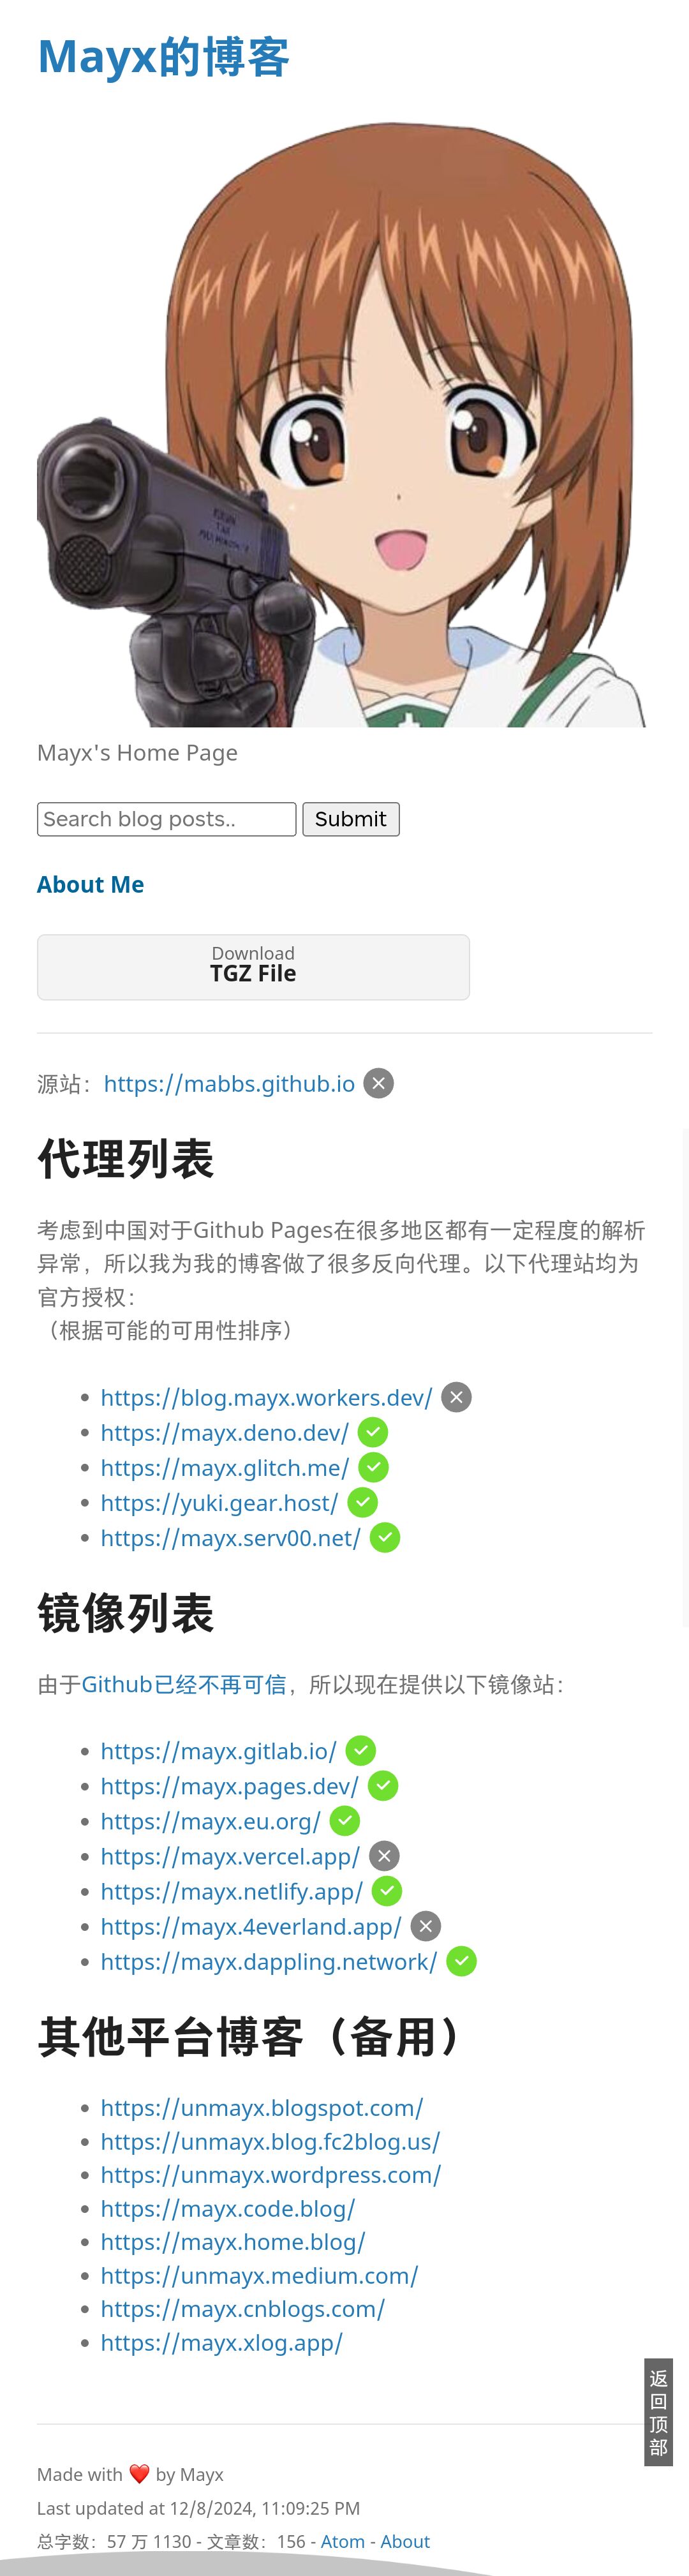 Mayx的博客
Mayx's Home Page
Search blog posts..
Submit
About Me
Download
TGZ File
源站：https://mabbs.github.io
代理列表
考虑到中国对于Github Pages在很多地区都有一定程度的解析
异常，所以我为我的博客做了很多反向代理。以下代理站均为
官方授权：
（根据可能的可用性排序）
https://blog.mayx.workers.dev/
https://mayx.deno.dev/
https://mayx.glitch.me/
https://yuki.gear.host/
https://mayx.serv00.net/
镜像列表
由于Github已经不再可信，所以现在提供以下镜像站：
https://mayx.gitlab.io/
https://mayx.pages.dev/
https://mayx.eu.org/
https://mayx.vercel.app/
https://mayx.netlify.app/
https://mayx.4everland.app/
https://mayx.dappling.network/
其他平台博客（备用）
https://unmayx.blogspot.com/
https://unmayx.blog.fc2blog.us/
https://unmayx.wordpress.com/
https://mayx.code.blog/
https://mayx.home.blog/
https://unmayx.medium.com/
https://mayx.cnblogs.com/
https://mayx.xlog.app/
返回顶部
Made with ❤️ by Mayx
Last updated at 12/8/2024, 11:09:25 PM
总字数：57 万 1130 - 文章数：156 - Atom - About